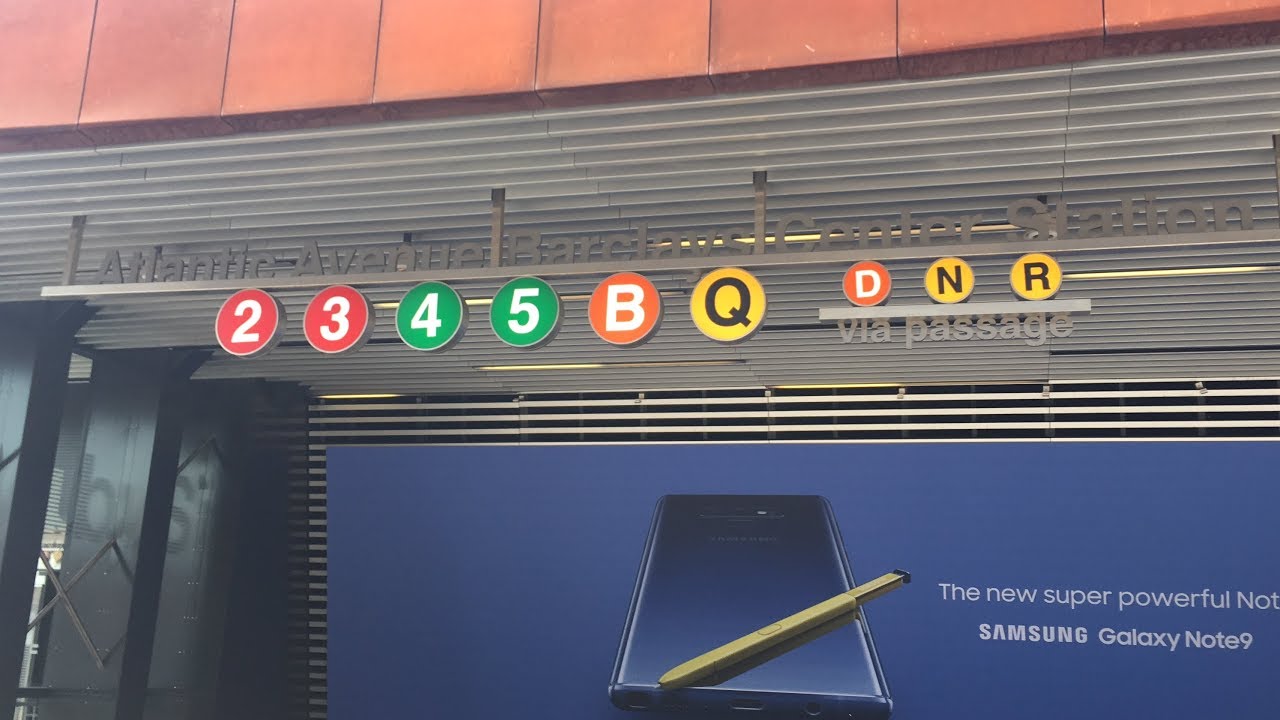 Atlantic Avenue Barclays Center Station
2 3 4 5 B Q D N R
via passage
SAMSUNG
The new super powerful Not
SAMSUNG Galaxy Note9